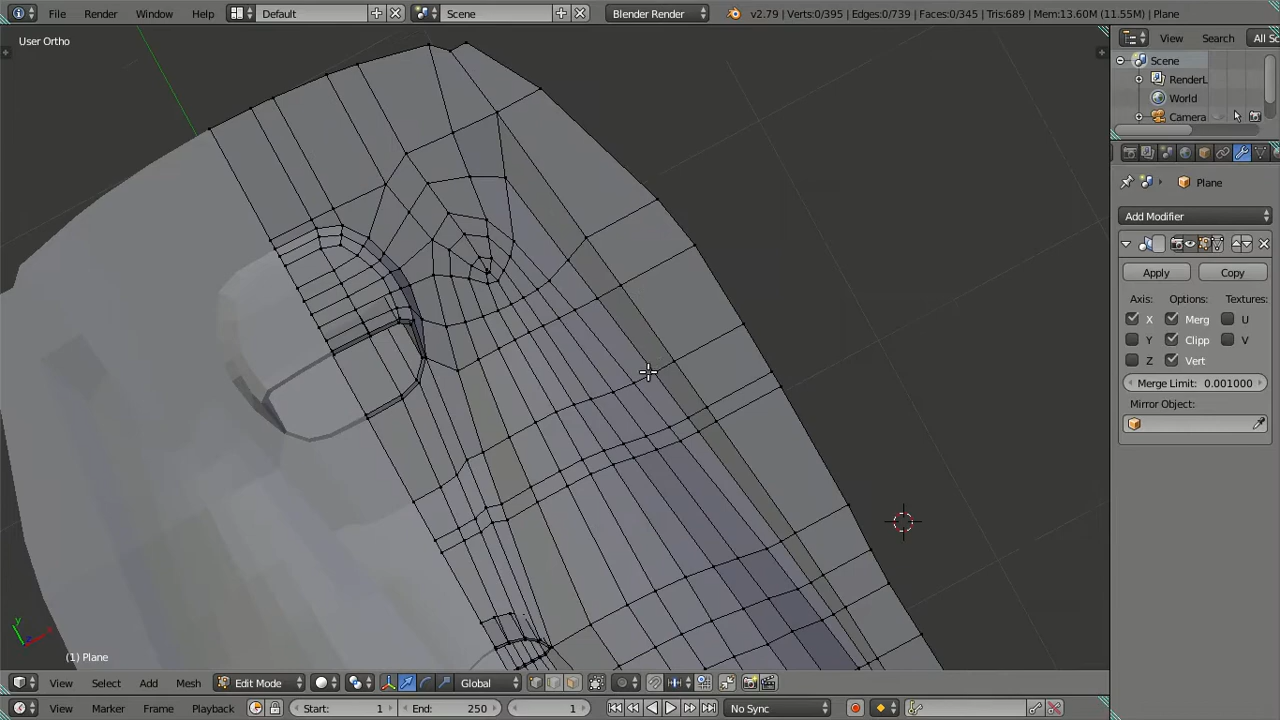 File Render Window Help Default Scene Blender Render v2.79 | Verts:0/395 | Edges:0/739 | Faces:0/345 | Tris:689 | Mem:13.60M (11.55M) | Plane
User Ortho
View Search All Sc
Scene
RenderL
World
Camera
Plane
Add Modifier
Apply Copy
Axis: Options: Textures:
X Merg U
Y Clipp V
Z Vert
Merge Limit: 0.001000
Mirror Object:
y
x
(1) Plane
View Select Add Mesh Edit Mode Global
View Marker Frame Playback Start: 1 End: 250 1 No Sync